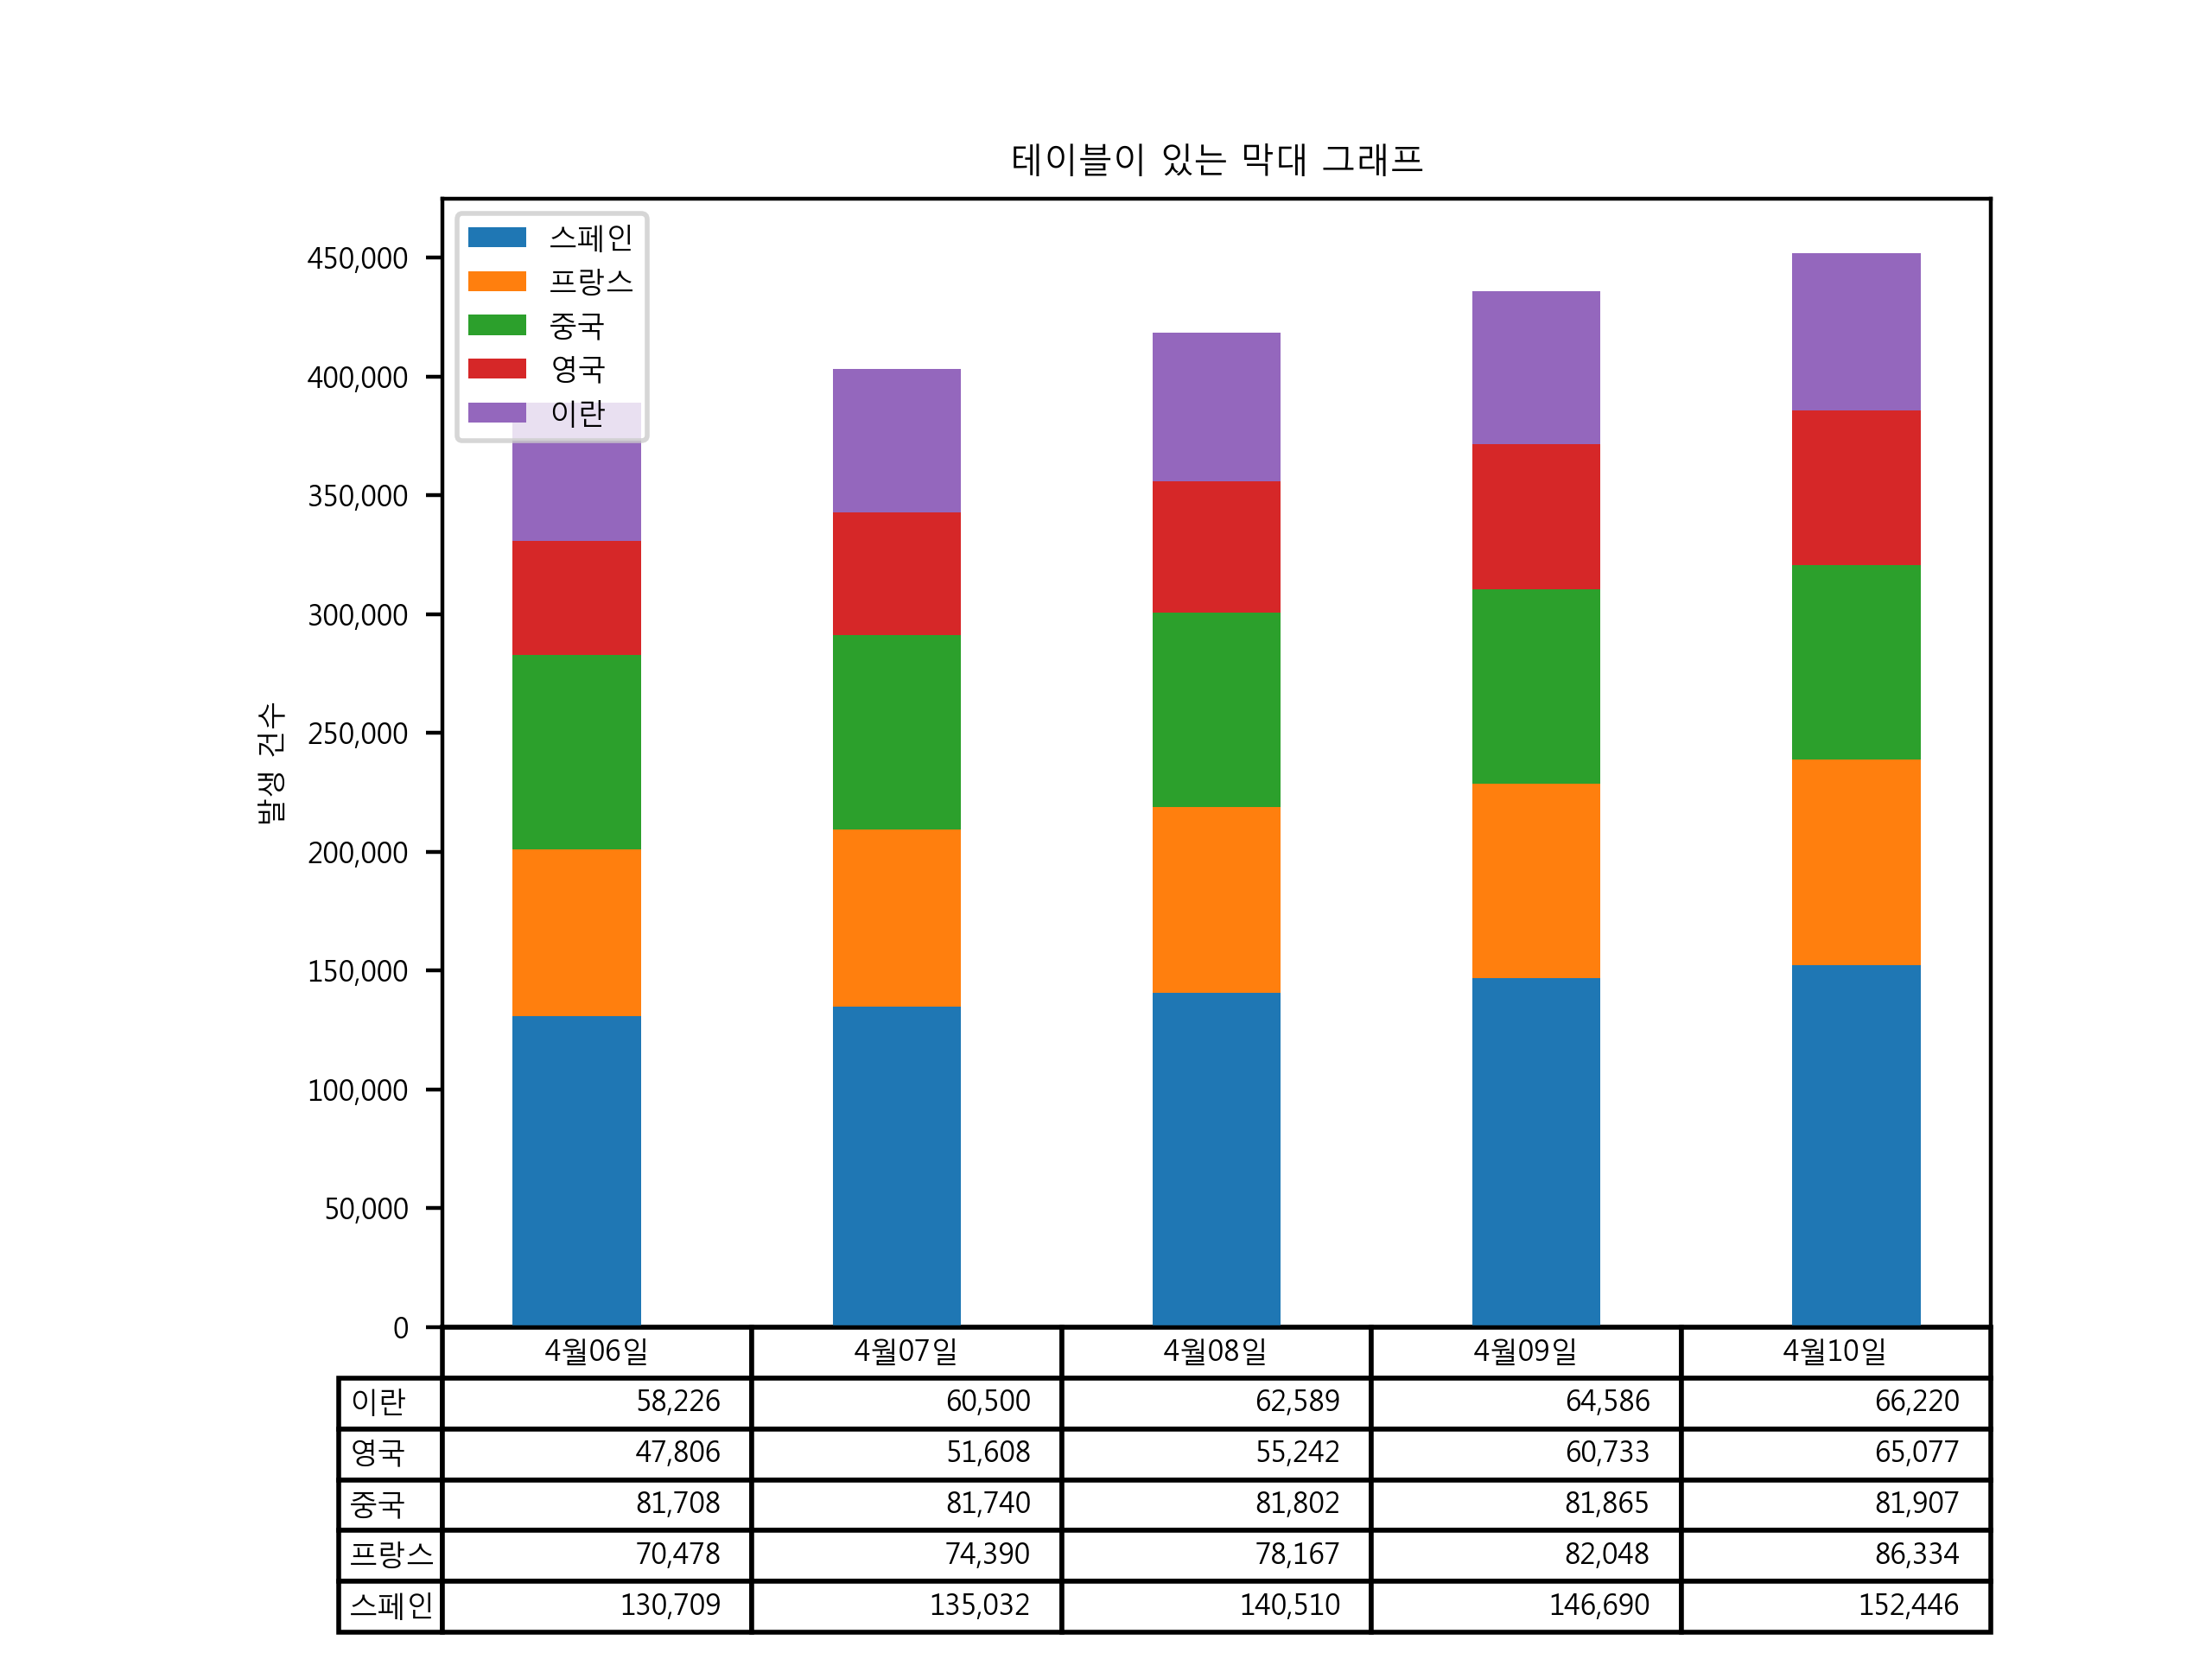 테이블이 있는 막대 그래프
스페인
프랑스
중국
영국
이란
발생 건수
450,000
400,000
350,000
300,000
250,000
200,000
150,000
100,000
50,000
0
4월06일 4월07일 4월08일 4월09일 4월10일
이란 58,226 60,500 62,589 64,586 66,220
영국 47,806 51,608 55,242 60,733 65,077
중국 81,708 81,740 81,802 81,865 81,907
프랑스 70,478 74,390 78,167 82,048 86,334
스페인 130,709 135,032 140,510 146,690 152,446